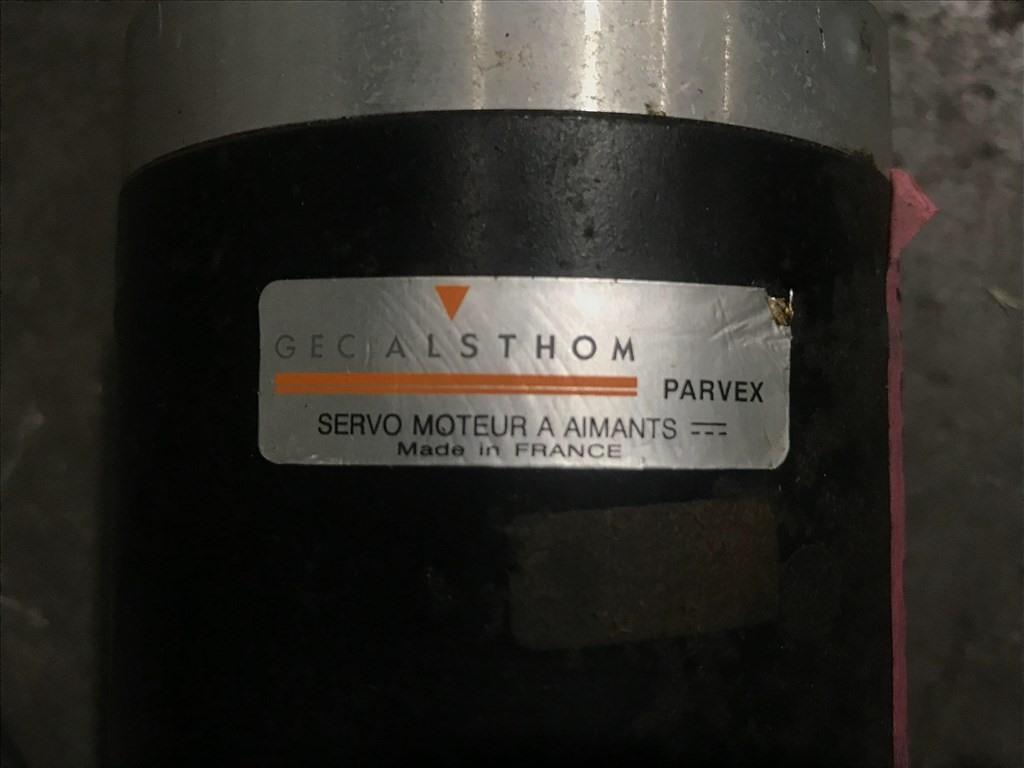 GEC ALSTHOM
PARVEX
SERVO MOTEUR A AIMANTS ⎓
Made in FRANCE